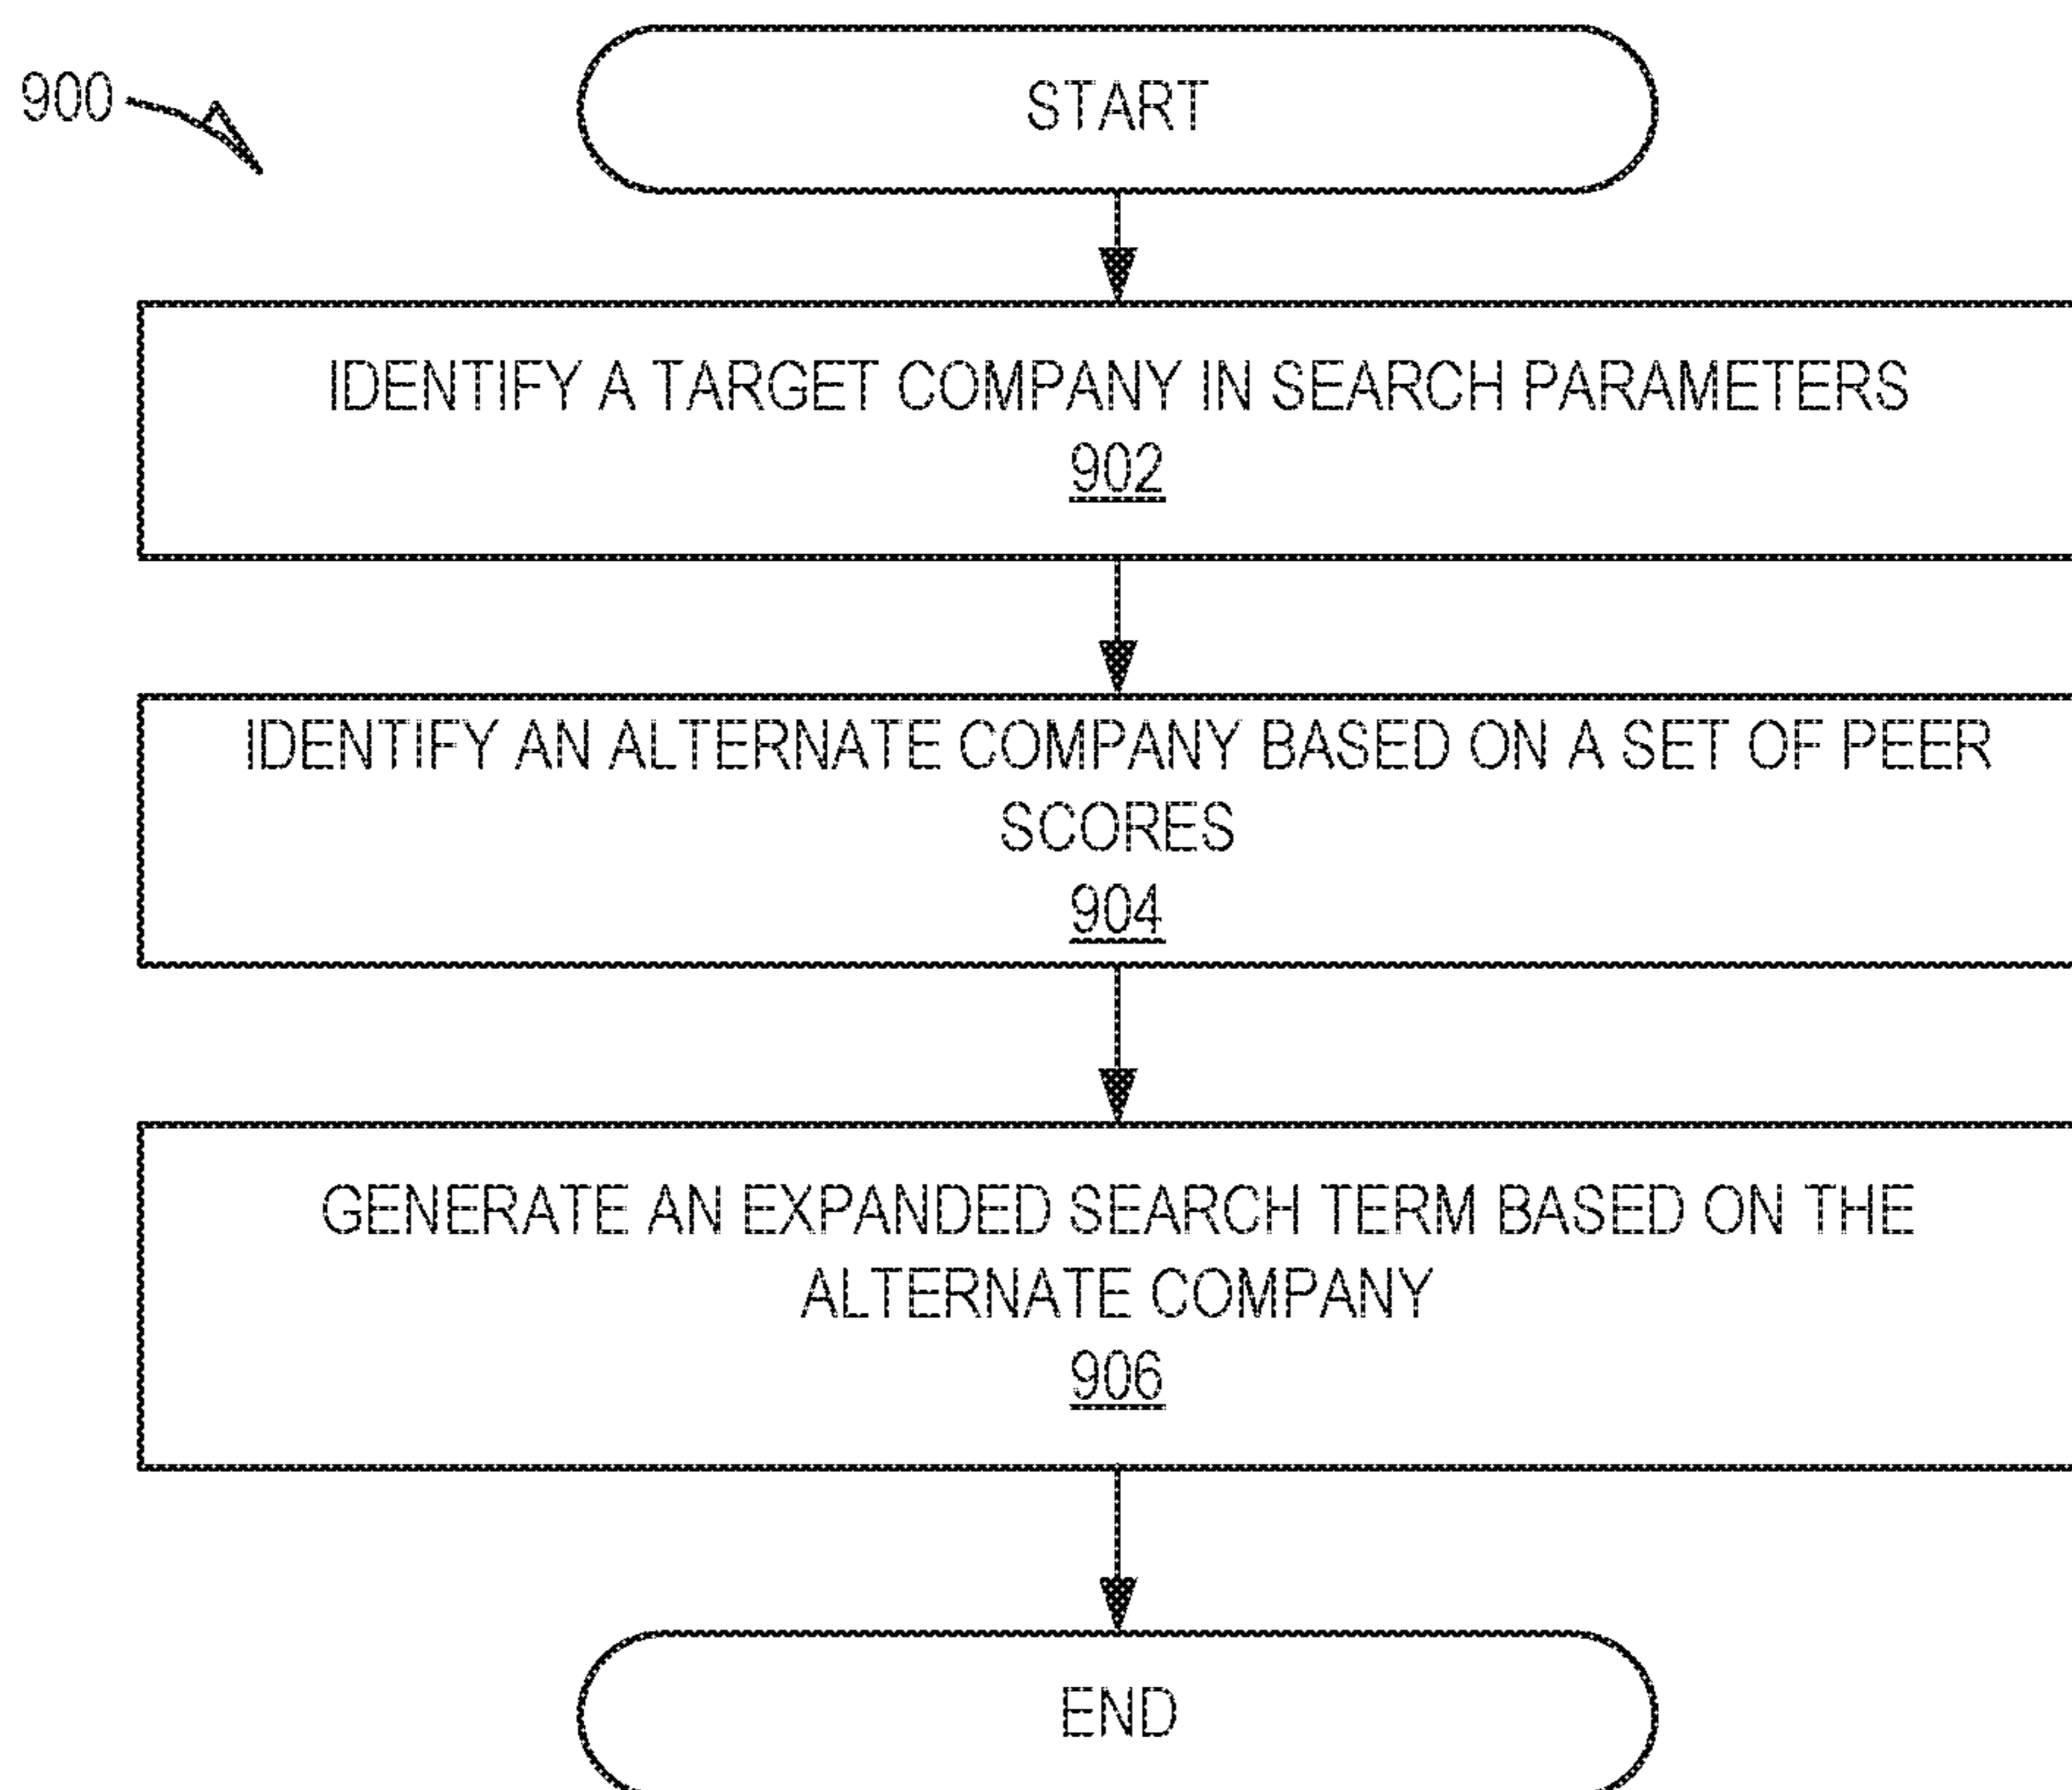 900
START
IDENTIFY A TARGET COMPANY IN SEARCH PARAMETERS
902
IDENTIFY AN ALTERNATE COMPANY BASED ON A SET OF PEER
SCORES
904
GENERATE AN EXPANDED SEARCH TERM BASED ON THE
ALTERNATE COMPANY
906
END